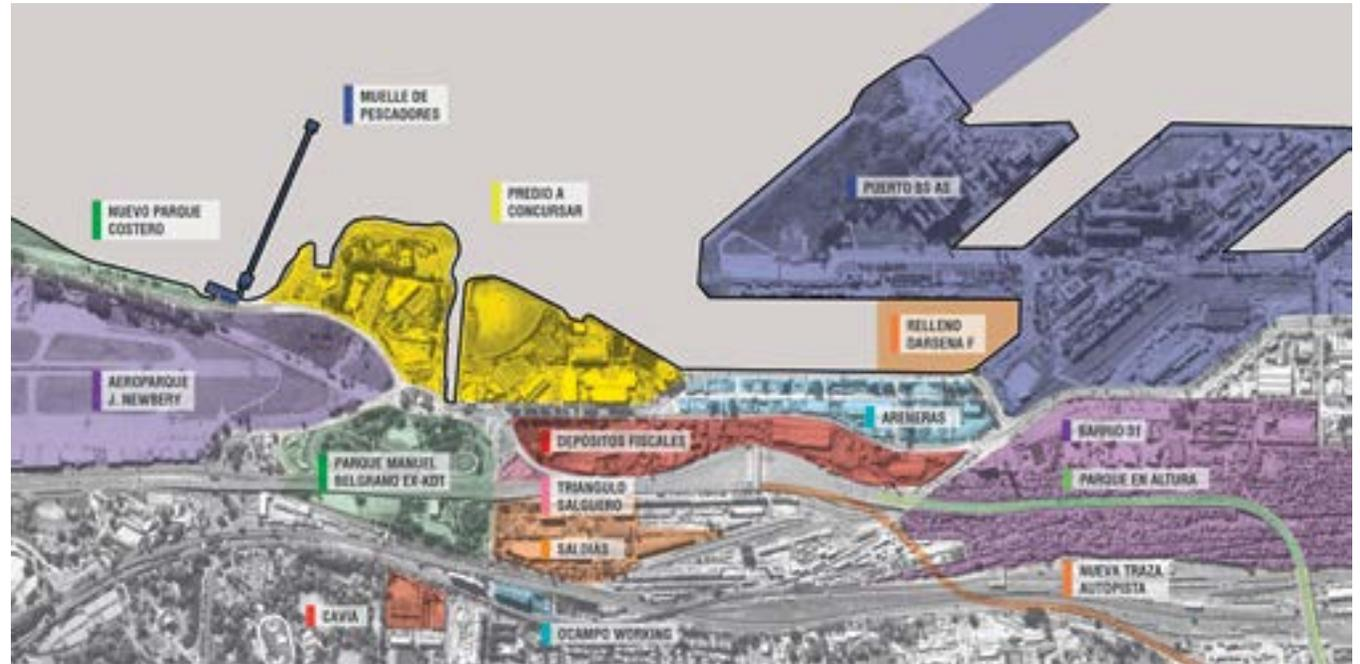 MUELLE DE
PESCADORES
PREDIO A
CONCURSAR
PUERTO BS AS
NUEVO PARQUE
COSTERO
RELLENO
DARSENA F
AEROPARQUE
J. NEWBERY
ARENERAS
DEPÓSITOS FISCALES
BARRIO 31
PARQUE MANUEL
BELGRANO EX-KDT
TRIANGULO
SALGUERO
PARQUE EN ALTURA
SALDIAS
NUEVA TRAZA
AUTOPISTA
CAVIA
OCAMPO WORKING